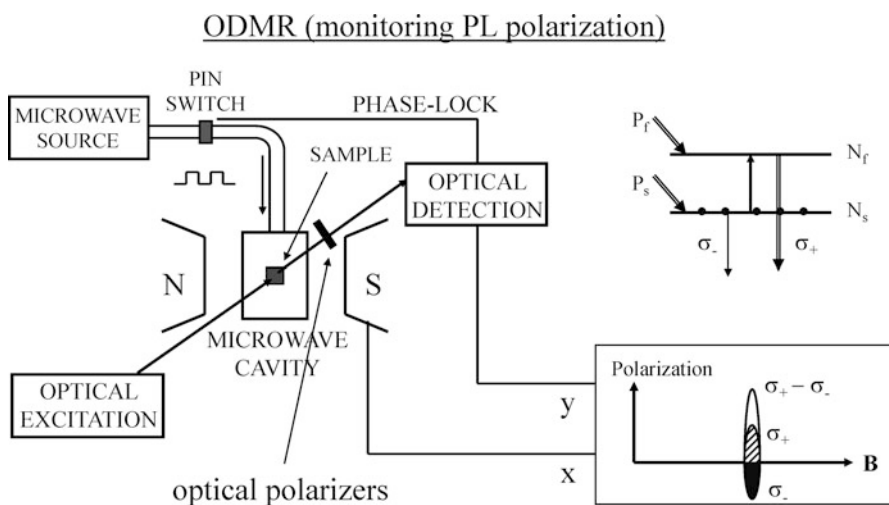 ODMR (monitoring PL polarization)
PIN
SWITCH
MICROWAVE
SOURCE
PHASE-LOCK
SAMPLE
OPTICAL
DETECTION
N
S
MICROWAVE
CAVITY
OPTICAL
EXCITATION
optical polarizers
P_f
N_f
P_s
N_s
σ_-
σ_+
y
x
Polarization
σ_+ − σ_-
σ_+
B
σ_-